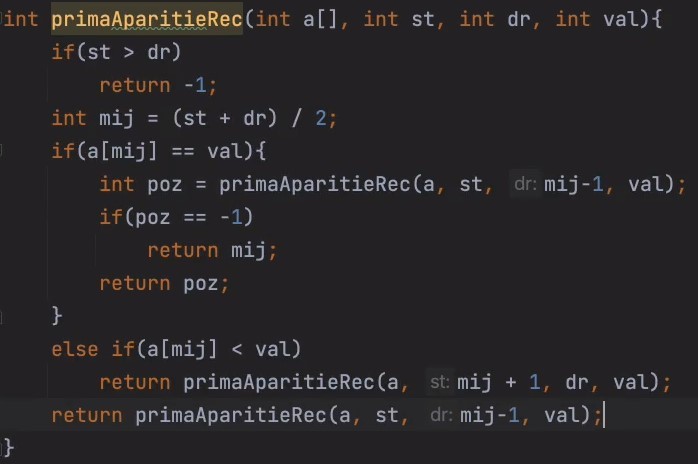 int primaAparitieRec(int a[], int st, int dr, int val){
    if(st > dr)
        return -1;
    int mij = (st + dr) / 2;
    if(a[mij] == val){
        int poz = primaAparitieRec(a, st, dr: mij-1, val);
        if(poz == -1)
            return mij;
        return poz;
    }
    else if(a[mij] < val)
        return primaAparitieRec(a, st: mij + 1, dr, val);
    return primaAparitieRec(a, st, dr: mij-1, val);
}